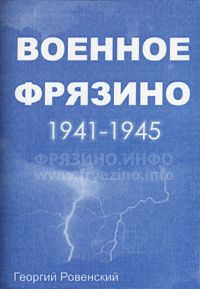 ВОЕННОЕ
ФРЯЗИНО
1941-1945
ФРЯЗИНО.ИНФО
www.fryazino.info
Георгий Ровенский